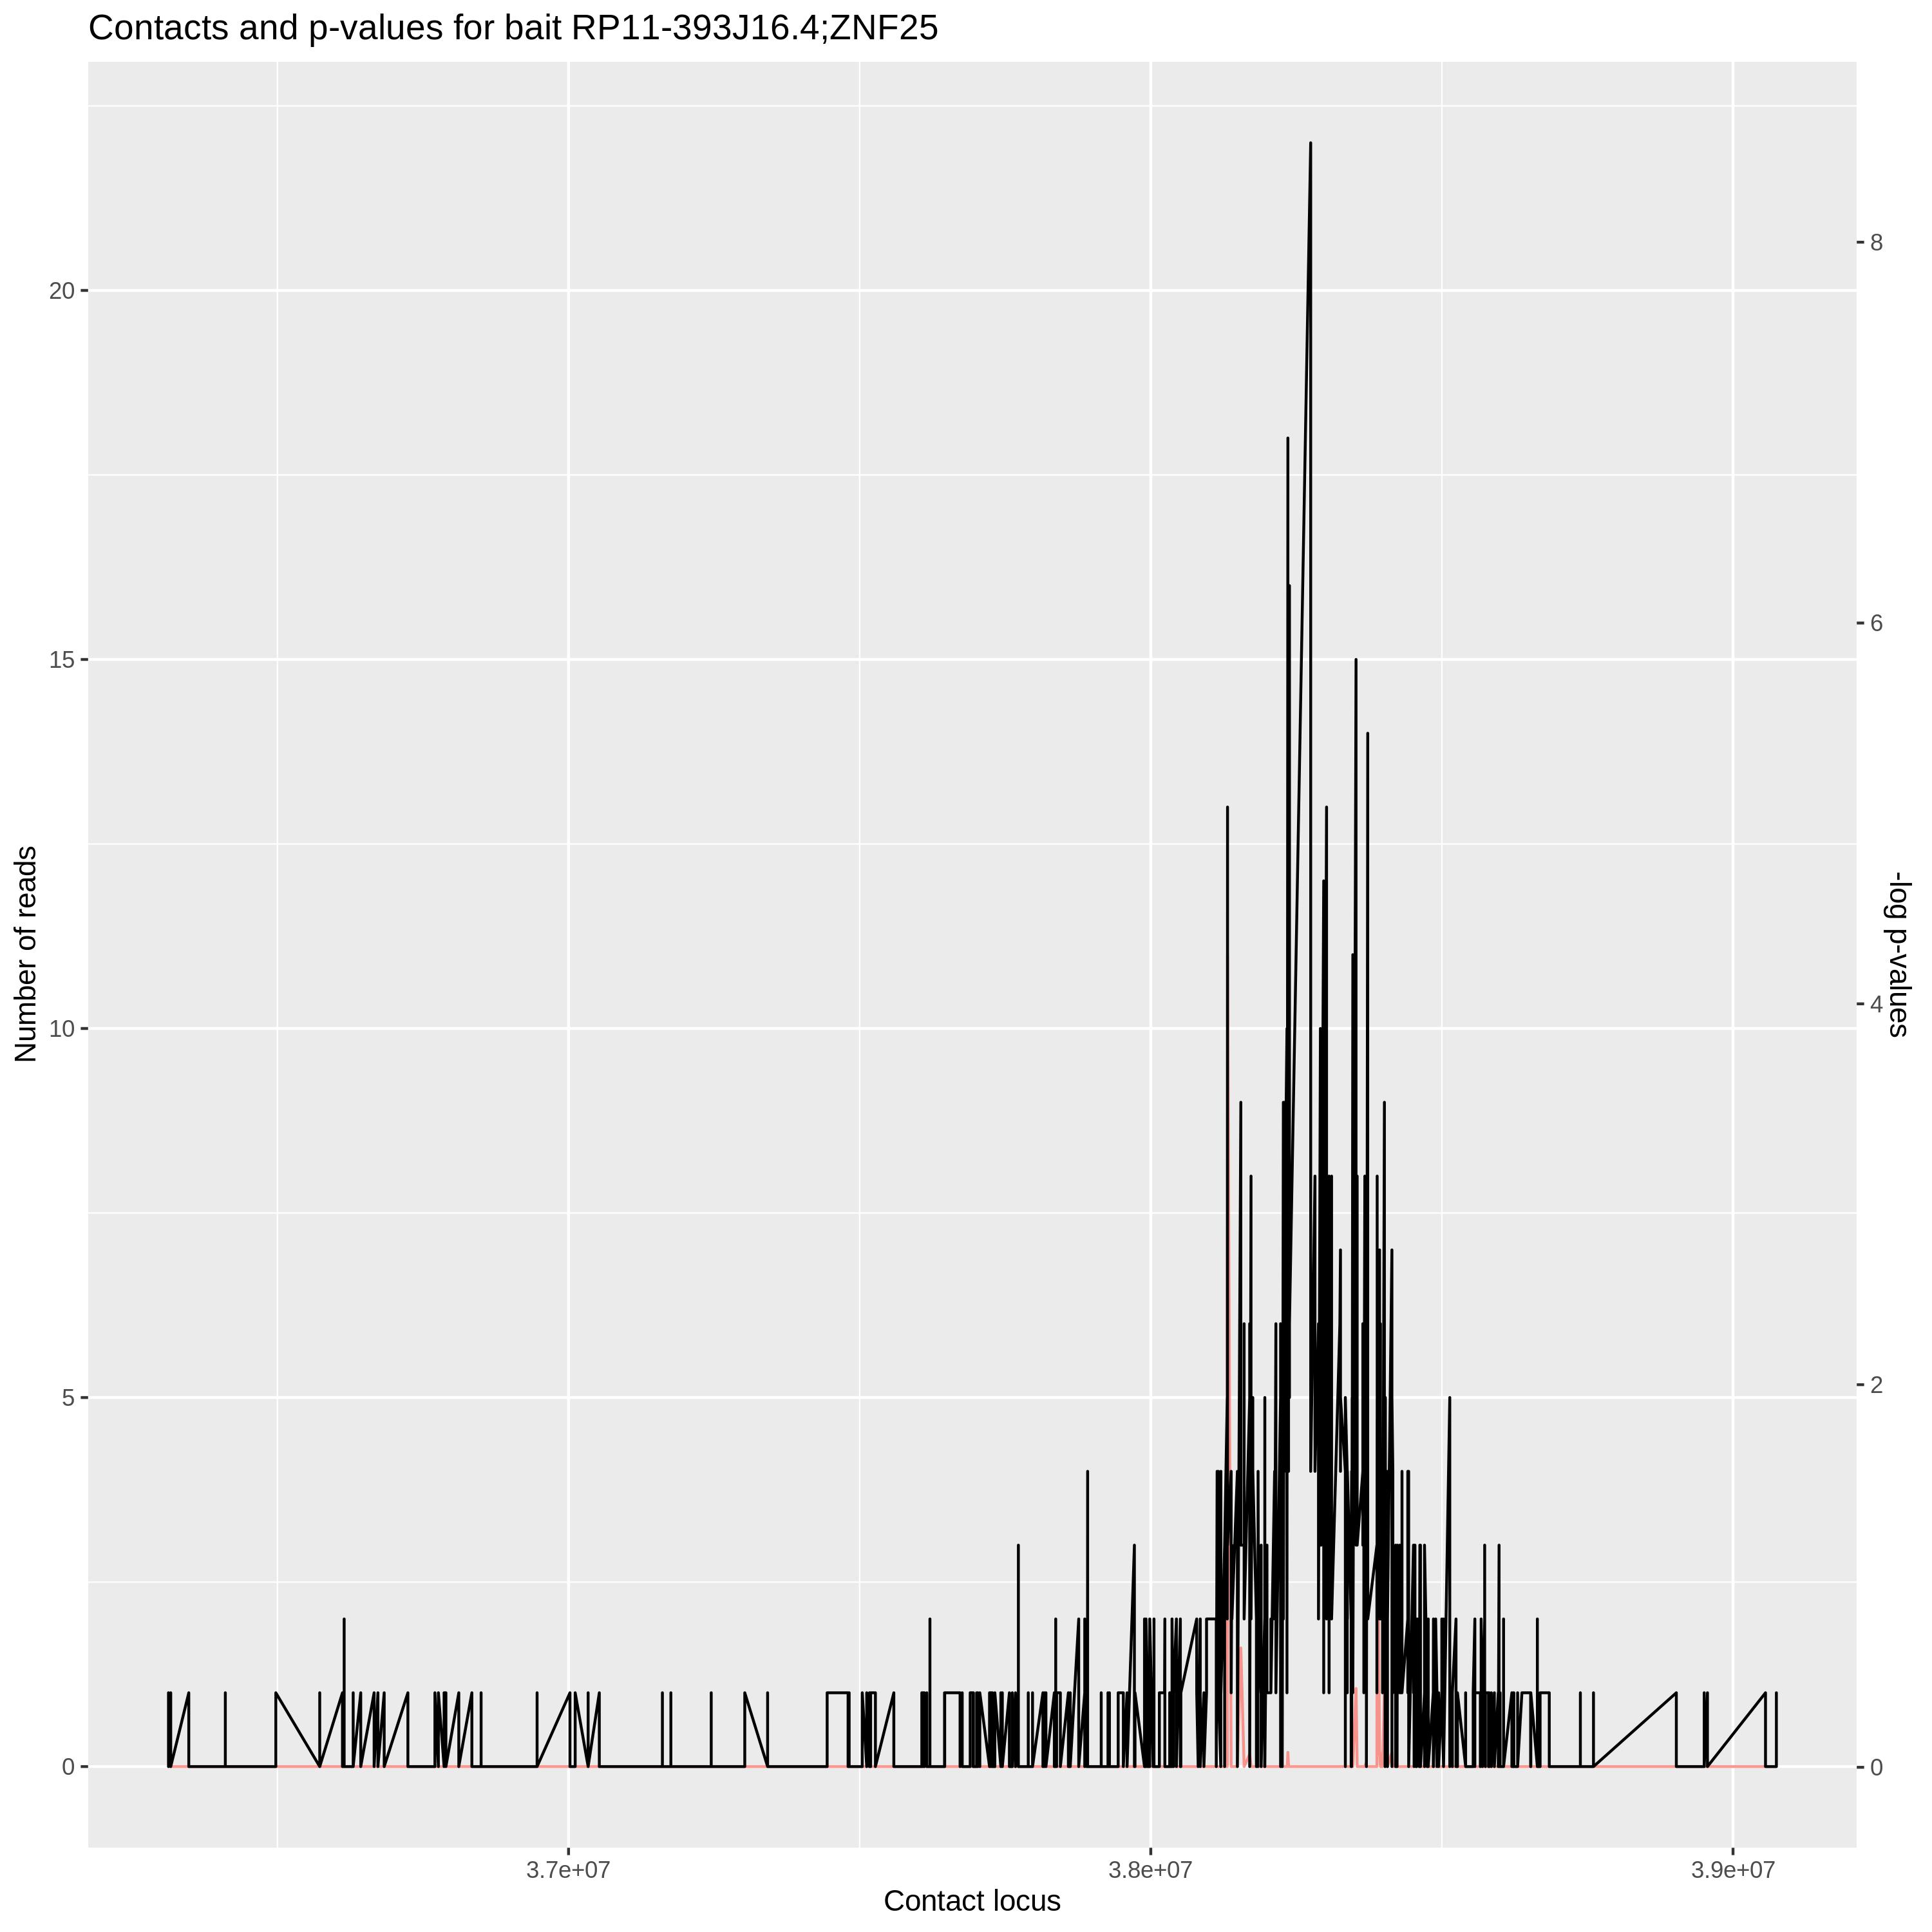 Contacts and p-values for bait RP11-393J16.4;ZNF25
20
15
10
5
0
Number of reads
8
6
4
2
0
-log p-values
3.7e+07
3.8e+07
3.9e+07
Contact locus